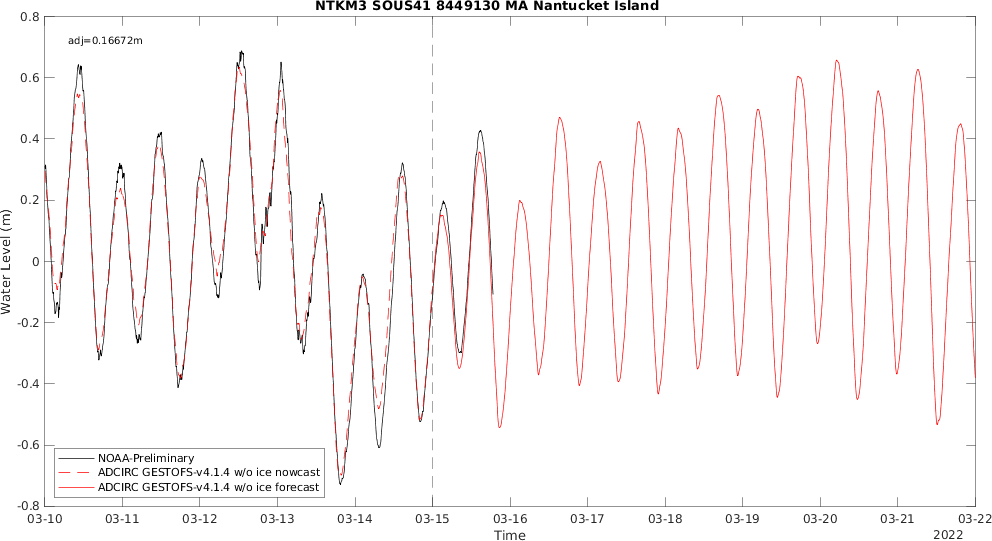 NTKM3 SOUS41 8449130 MA Nantucket Island
adj=0.16672m
0.8
0.6
0.4
0.2
0
-0.2
-0.4
-0.6
-0.8
Water Level (m)
NOAA-Preliminary
ADCIRC GESTOFS-v4.1.4 w/o ice nowcast
ADCIRC GESTOFS-v4.1.4 w/o ice forecast
03-10 03-11 03-12 03-13 03-14 03-15 03-16 03-17 03-18 03-19 03-20 03-21 03-22
Time
2022